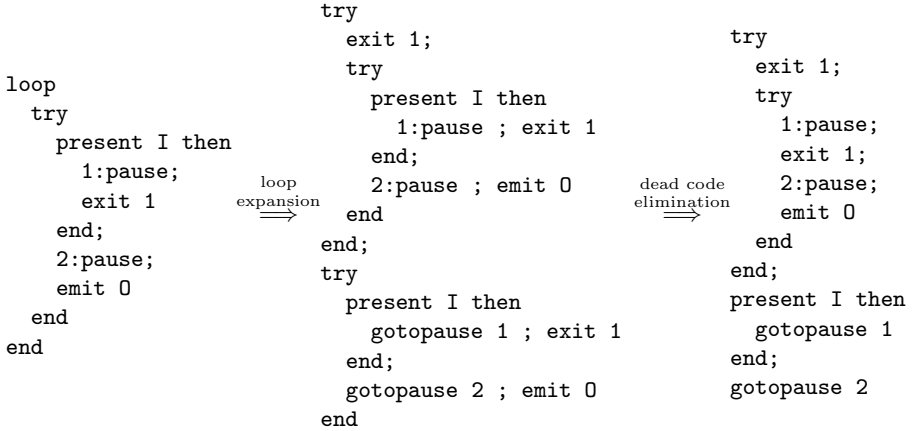 loop
try
present I then
1:pause;
exit 1
end;
2:pause;
emit O
end
end
loop
expansion
⟹
try
exit 1;
try
present I then
1:pause ; exit 1
end;
2:pause ; emit O
end
end;
try
present I then
gotopause 1 ; exit 1
end;
gotopause 2 ; emit O
end
dead code
elimination
⟹
try
exit 1;
try
1:pause;
exit 1;
2:pause;
emit O
end
end;
present I then
gotopause 1
end;
gotopause 2